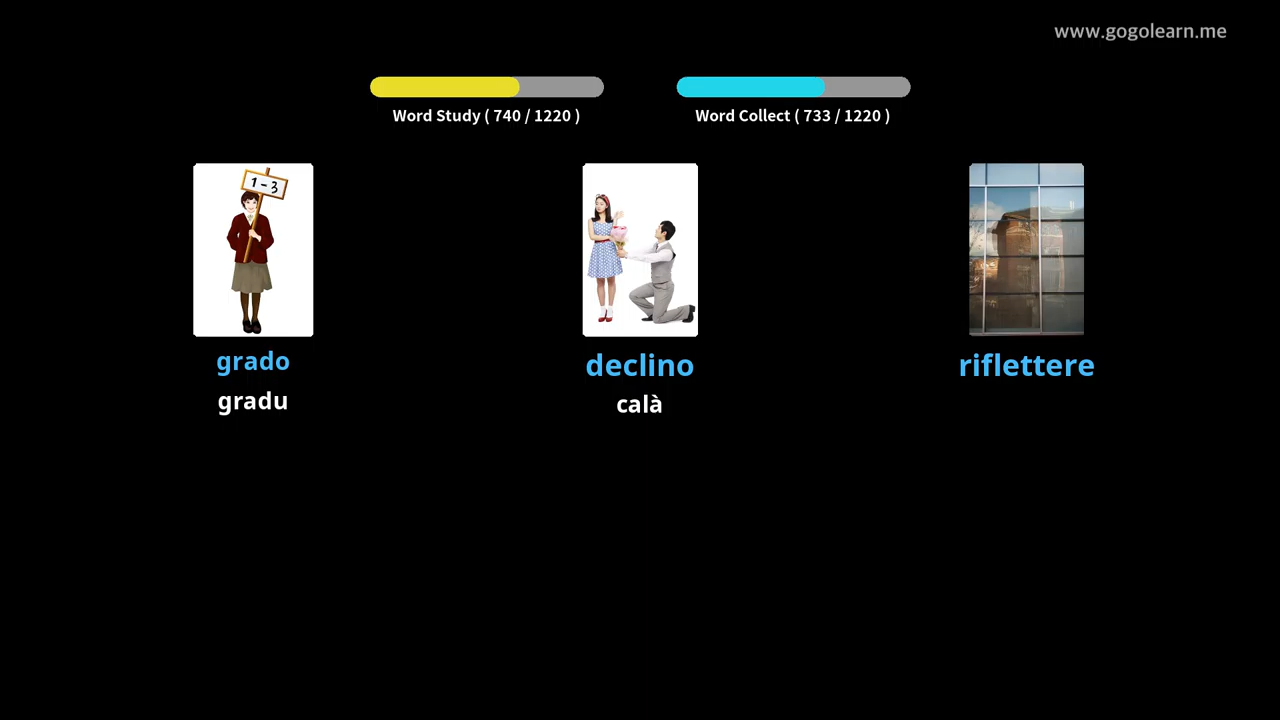 www.gogolearn.me
Word Study ( 740 / 1220 )
Word Collect ( 733 / 1220 )
1-3
grado
declino
riflettere
gradu
calà